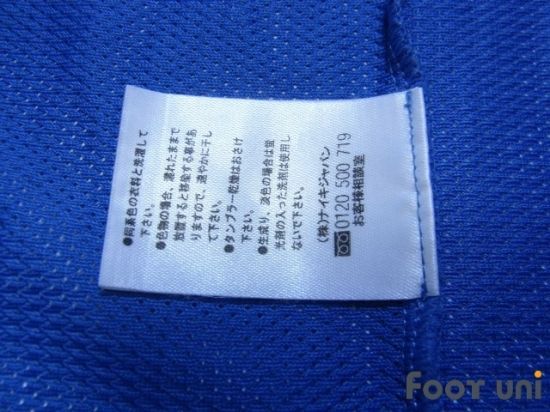 ●同系色の衣料と洗濯して
下さい。
●色物の場合、濡れたままで
放置すると移染する事があ
りますので、速やかに干し
て下さい。
●タンブラー乾燥はおさけ
下さい。
●生成り、淡色の場合は蛍
光剤の入った洗剤は使用し
ないで下さい。
(株)ナイキジャパン
0120 500 719
お客様相談室
FOOT UNI